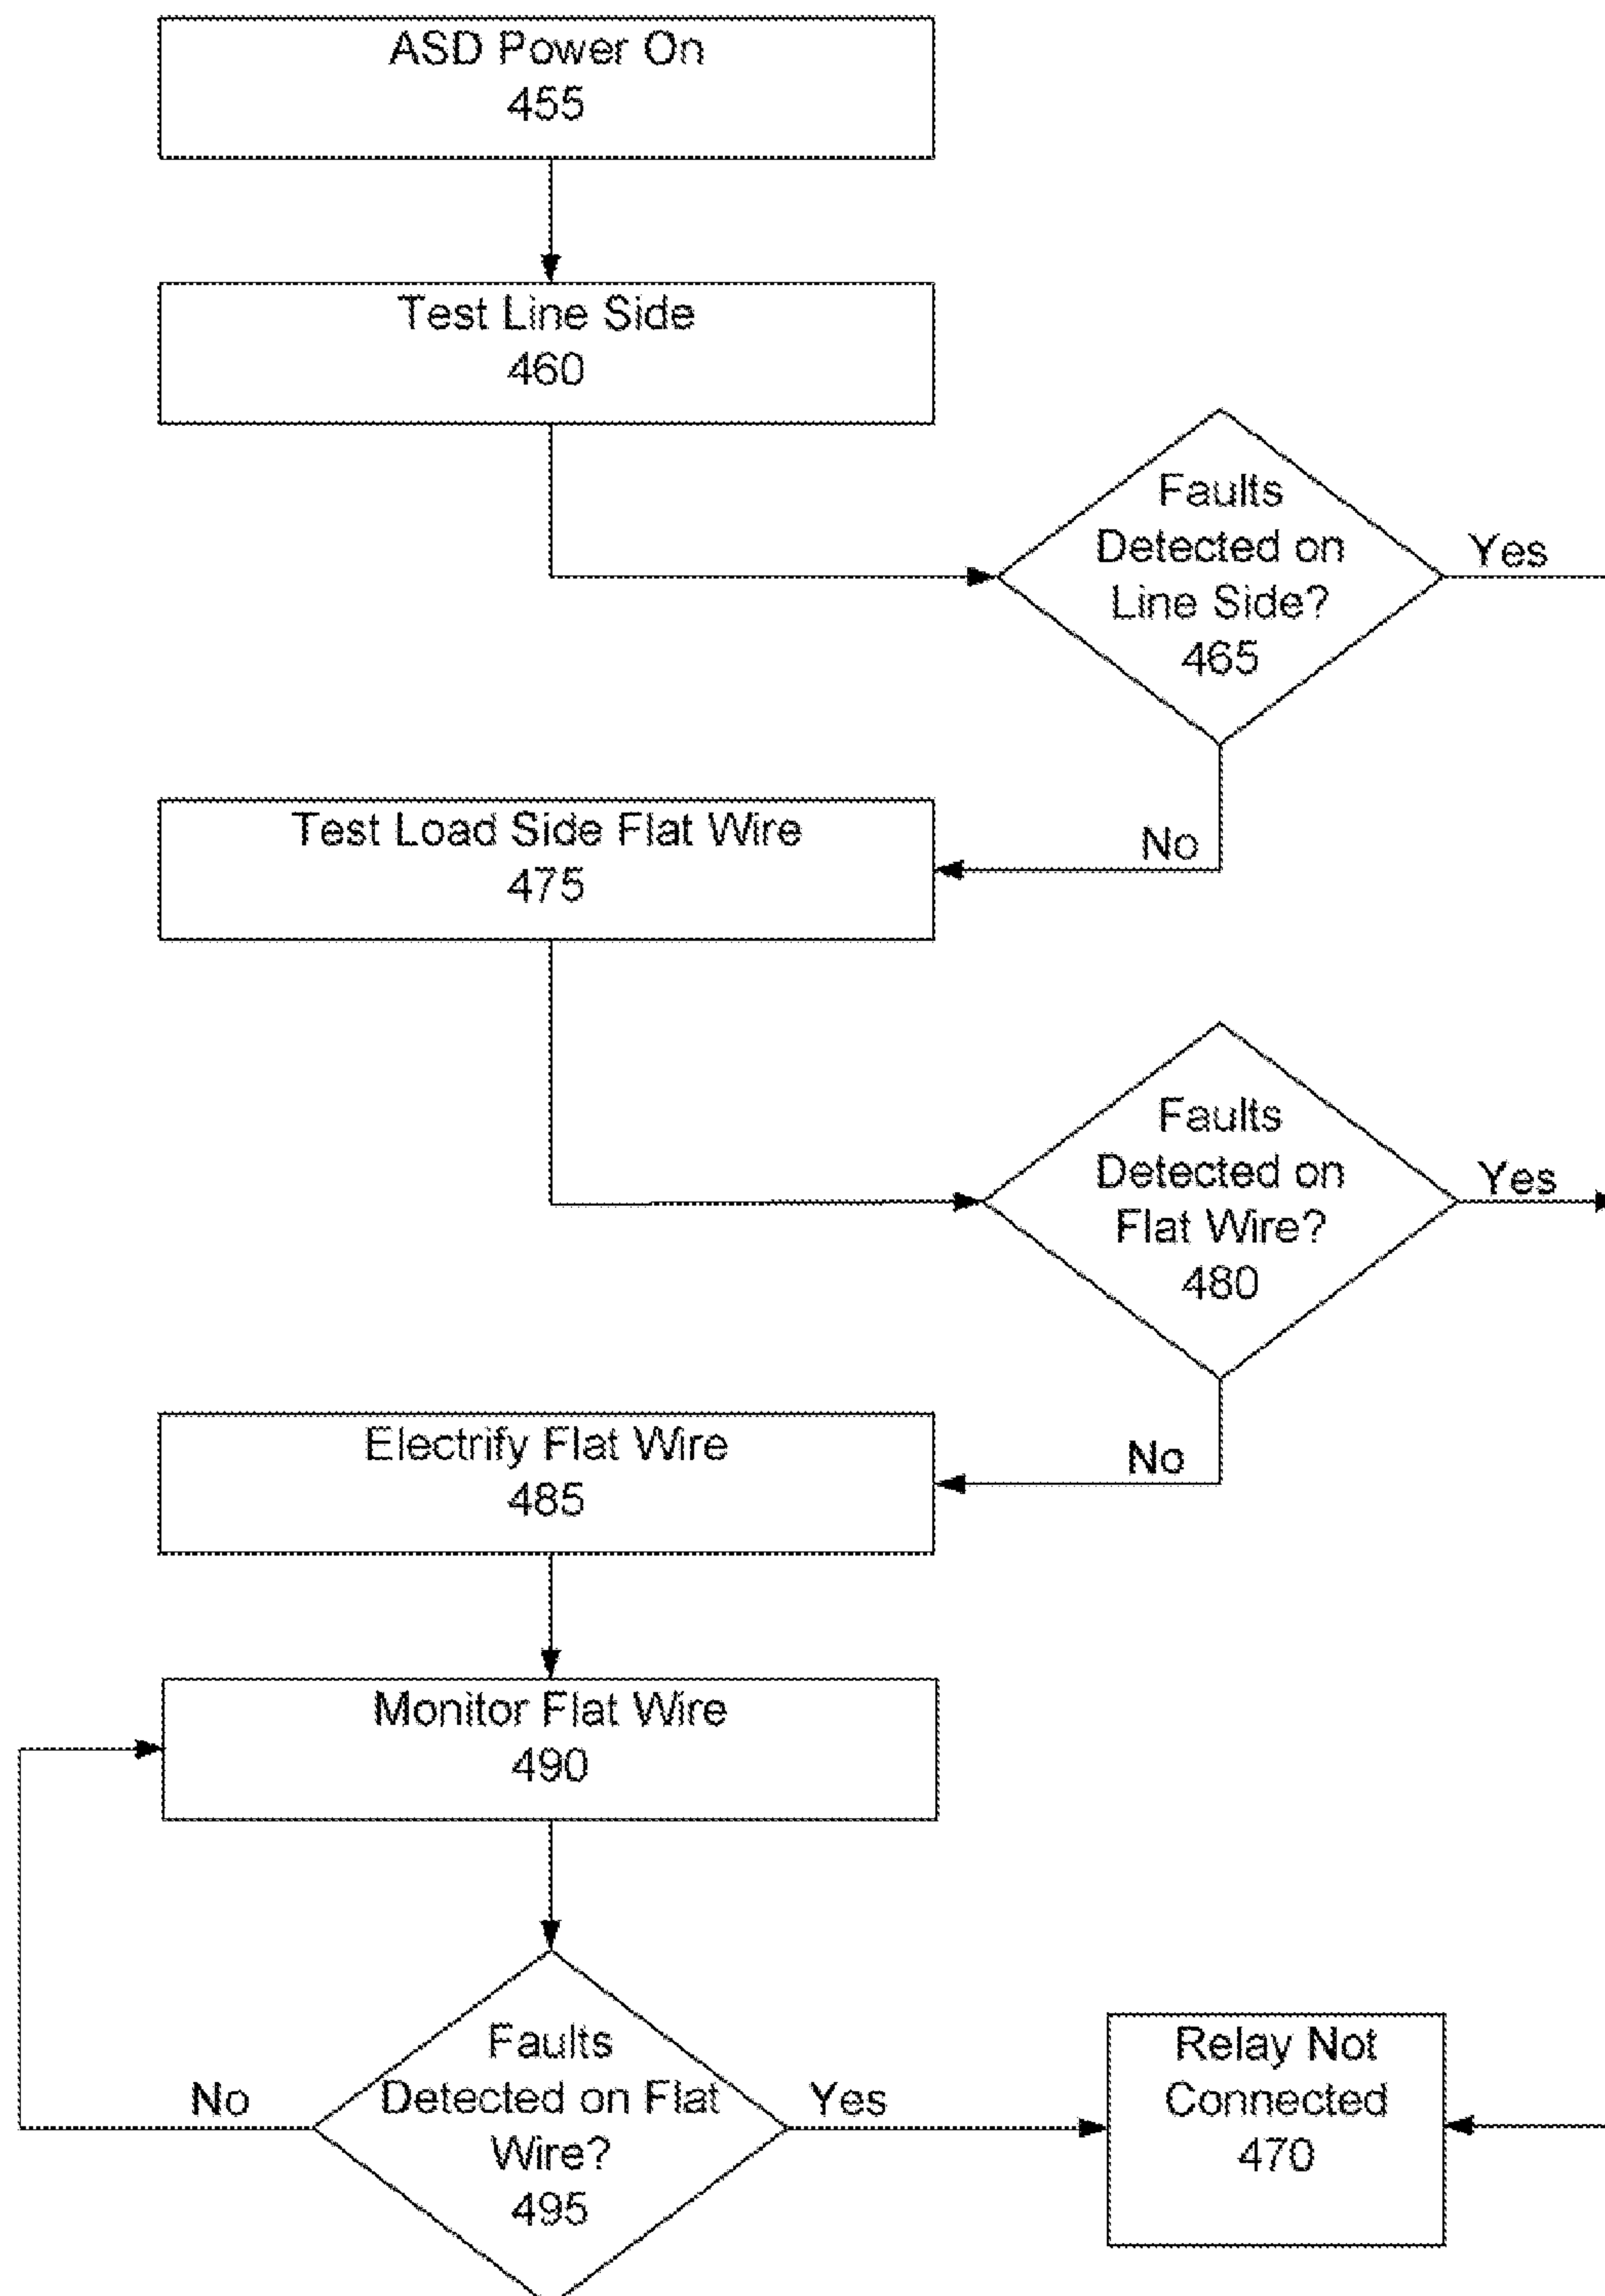 ASD Power On
455
Test Line Side
460
Faults
Detected on
Line Side?
465
Yes
No
Test Load Side Flat Wire
475
Faults
Detected on
Flat Wire?
480
Yes
No
Electrify Flat Wire
485
Monitor Flat Wire
490
Faults
Detected on Flat
Wire?
495
No
Yes
Relay Not
Connected
470